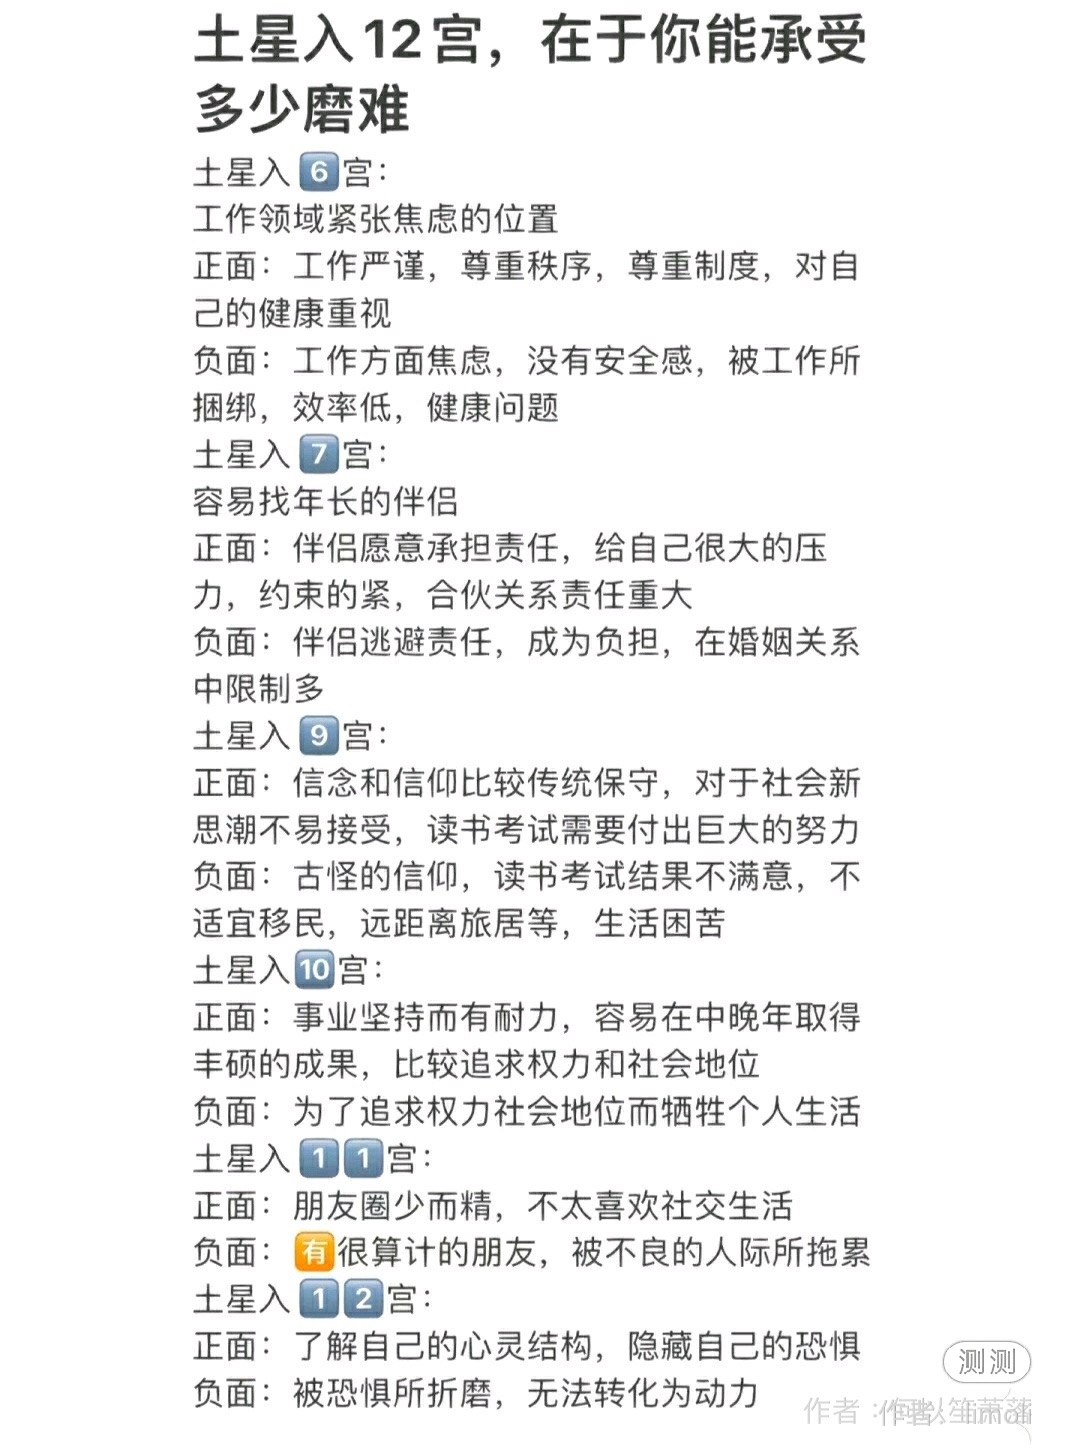 土星入12宫，在于你能承受
多少磨难
土星入6️⃣宫：
工作领域紧张焦虑的位置
正面：工作严谨，尊重秩序，尊重制度，对自
己的健康重视
负面：工作方面焦虑，没有安全感，被工作所
捆绑，效率低，健康问题
土星入7️⃣宫：
容易找年长的伴侣
正面：伴侣愿意承担责任，给自己很大的压
力，约束的紧，合伙关系责任重大
负面：伴侣逃避责任，成为负担，在婚姻关系
中限制多
土星入9️⃣宫：
正面：信念和信仰比较传统保守，对于社会新
思潮不易接受，读书考试需要付出巨大的努力
负面：古怪的信仰，读书考试结果不满意，不
适宜移民，远距离旅居等，生活困苦
土星入🔟宫：
正面：事业坚持而有耐力，容易在中晚年取得
丰硕的成果，比较追求权力和社会地位
负面：为了追求权力社会地位而牺牲个人生活
土星入1️⃣1️⃣宫：
正面：朋友圈少而精，不太喜欢社交生活
负面：🈶很算计的朋友，被不良的人际所拖累
土星入1️⃣2️⃣宫：
正面：了解自己的心灵结构，隐藏自己的恐惧
负面：被恐惧所折磨，无法转化为动力
测测
作者：